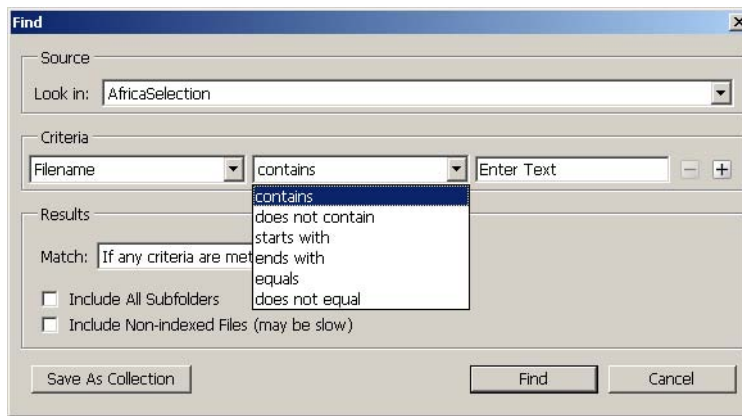 Find
Source
Look in: AfricaSelection
Criteria
Filename contains Enter Text
contains
does not contain
starts with
ends with
equals
does not equal
Results
Match: If any criteria are met
Include All Subfolders
Include Non-indexed Files (may be slow)
Save As Collection Find Cancel